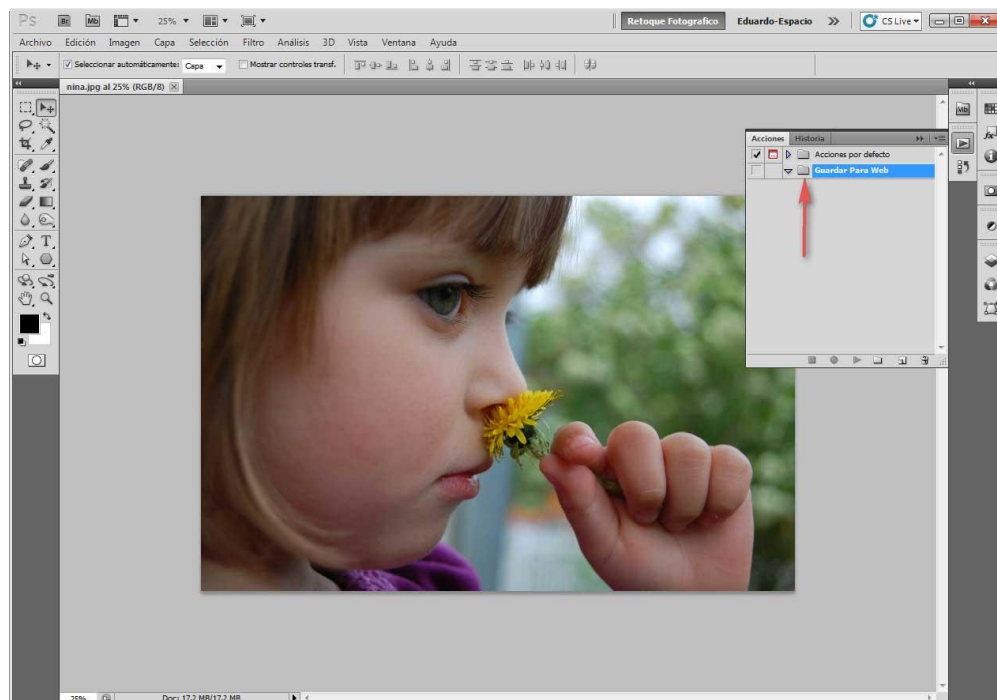 Ps Br Mb 25% Retoque Fotografico Eduardo-Espacio CS Live
Archivo Edición Imagen Capa Selección Filtro Análisis 3D Vista Ventana Ayuda
Seleccionar automáticamente: Capa Mostrar controles transf.
nina.jpg al 25% (RGB/8)
Mb
Acciones Historia
Acciones por defecto
Guardar Para Web
T
fx
25% Doc: 17,2 MB/17,2 MB